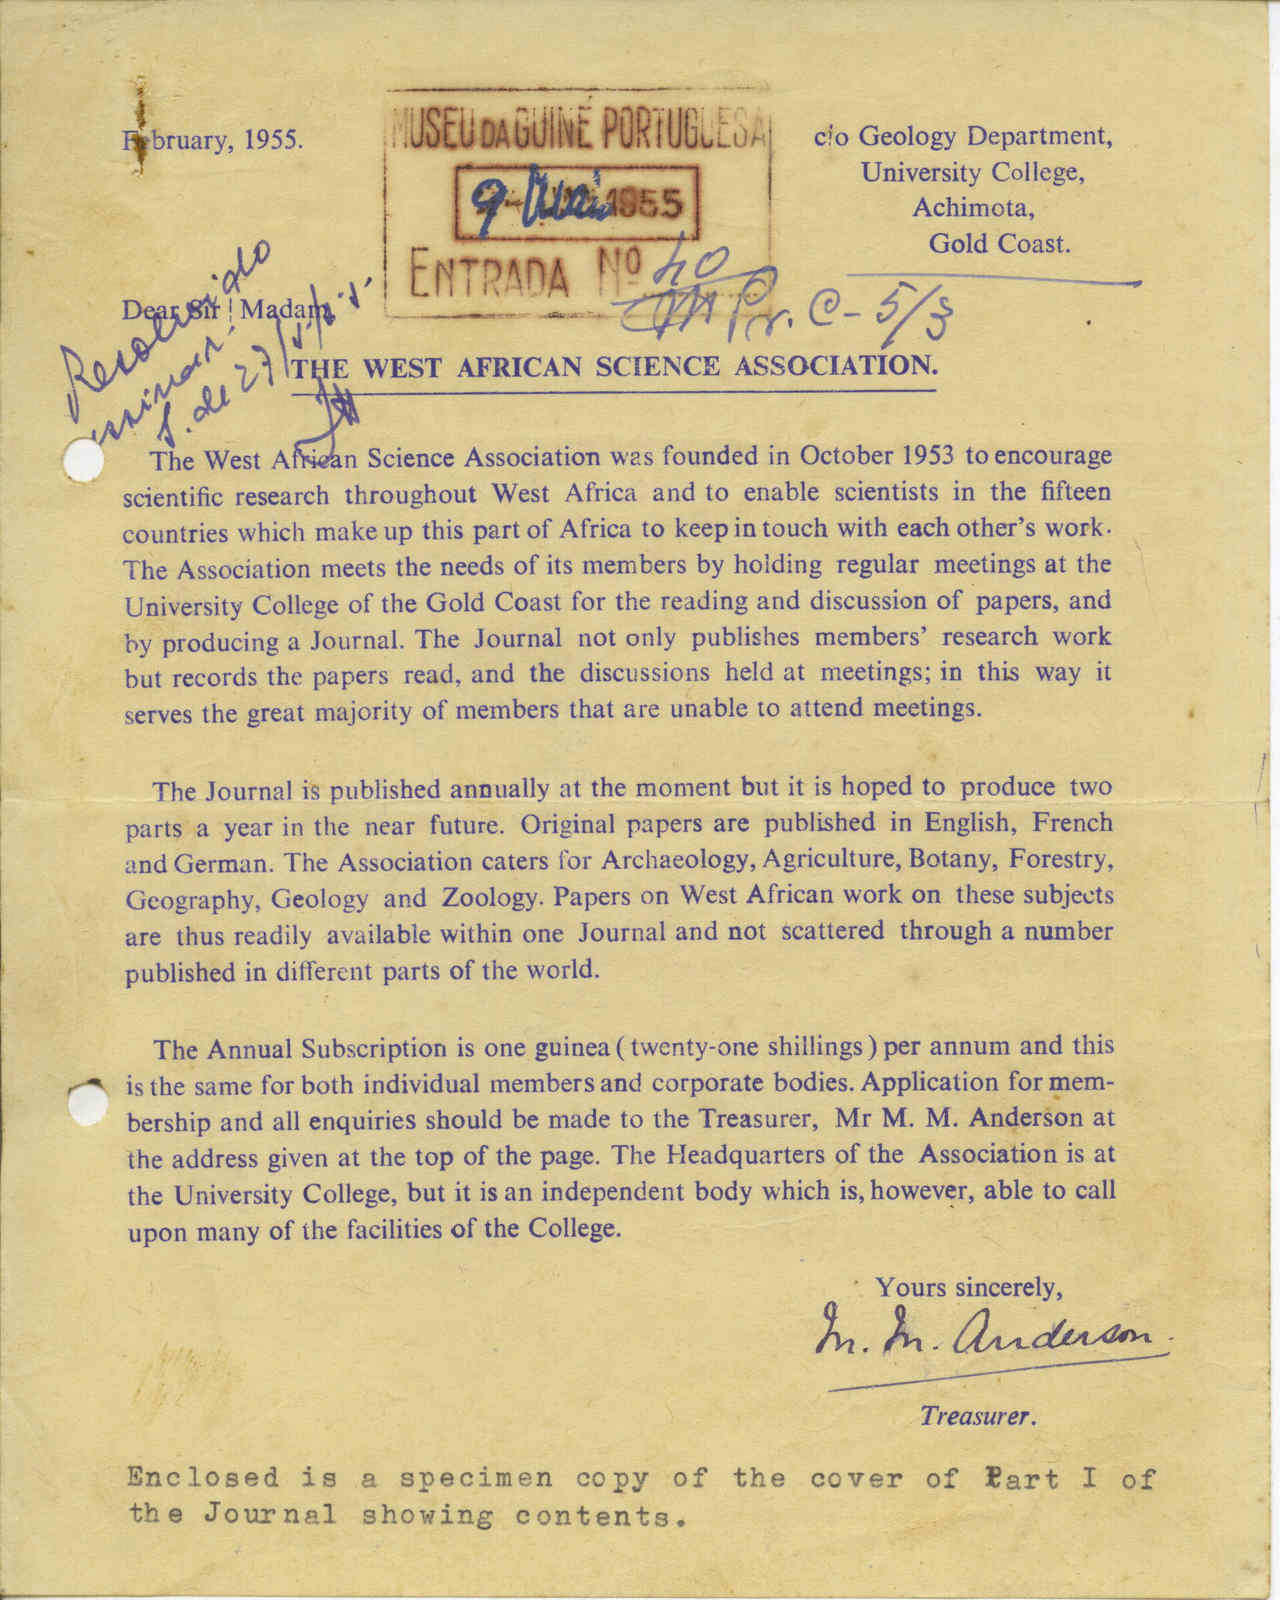 February, 1955.
MUSEU DA GUINÉ PORTUGUESA
9 Maio 1955
ENTRADA Nº 40
Pr. C - 5/3
c/o Geology Department,
University College,
Achimota,
Gold Coast.
Dear Sir / Madam,
Resolvido
assinar.
S. de 27/5/55
THE WEST AFRICAN SCIENCE ASSOCIATION.
The West African Science Association was founded in October 1953 to encourage
scientific research throughout West Africa and to enable scientists in the fifteen
countries which make up this part of Africa to keep in touch with each other's work.
The Association meets the needs of its members by holding regular meetings at the
University College of the Gold Coast for the reading and discussion of papers, and
by producing a Journal. The Journal not only publishes members' research work
but records the papers read, and the discussions held at meetings; in this way it
serves the great majority of members that are unable to attend meetings.
The Journal is published annually at the moment but it is hoped to produce two
parts a year in the near future. Original papers are published in English, French
and German. The Association caters for Archaeology, Agriculture, Botany, Forestry,
Geography, Geology and Zoology. Papers on West African work on these subjects
are thus readily available within one Journal and not scattered through a number
published in different parts of the world.
The Annual Subscription is one guinea (twenty-one shillings) per annum and this
is the same for both individual members and corporate bodies. Application for mem-
bership and all enquiries should be made to the Treasurer, Mr M. M. Anderson at
the address given at the top of the page. The Headquarters of the Association is at
the University College, but it is an independent body which is, however, able to call
upon many of the facilities of the College.
Yours sincerely,
M. M. Anderson.
Treasurer.
Enclosed is a specimen copy of the cover of Part I of
the Journal showing contents.